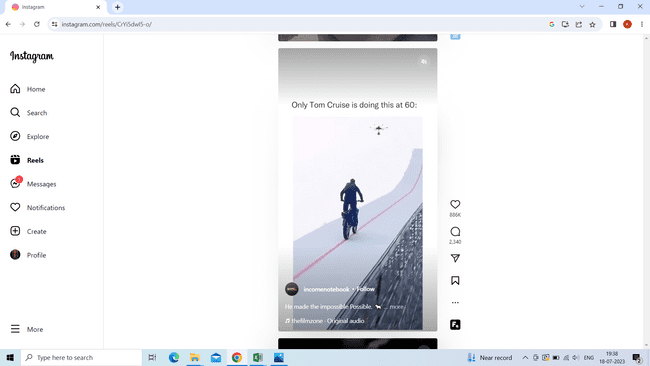 Instagram
instagram.com/reels/CrYi5dwI5-o/
Instagram
Home
Search
Explore
Reels
Messages
Notifications
Create
Profile
More
Only Tom Cruise is doing this at 60:
incomenotebook • Follow
He made the impossible Possible. ... more
thefilmzone · Original audio
886K
2,340
Type here to search
Near record
ENG
19:38
18-07-2023